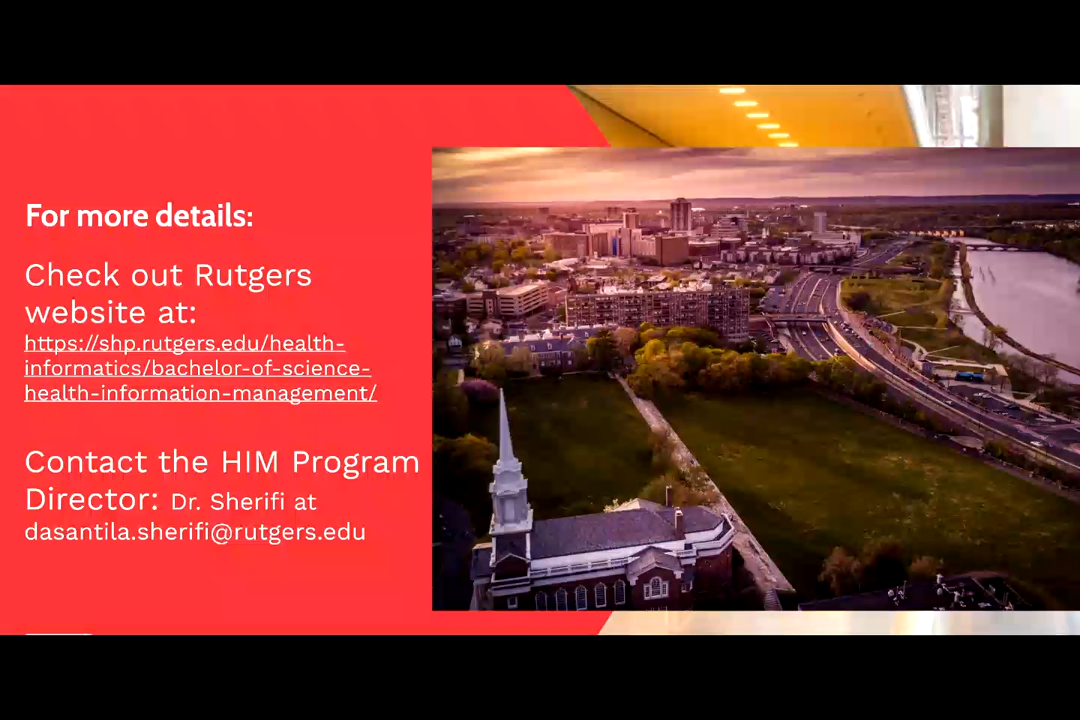 For more details:
Check out Rutgers
website at:
https://shp.rutgers.edu/health-
informatics/bachelor-of-science-
health-information-management/
Contact the HIM Program
Director: Dr. Sherifi at
dasantila.sherifi@rutgers.edu